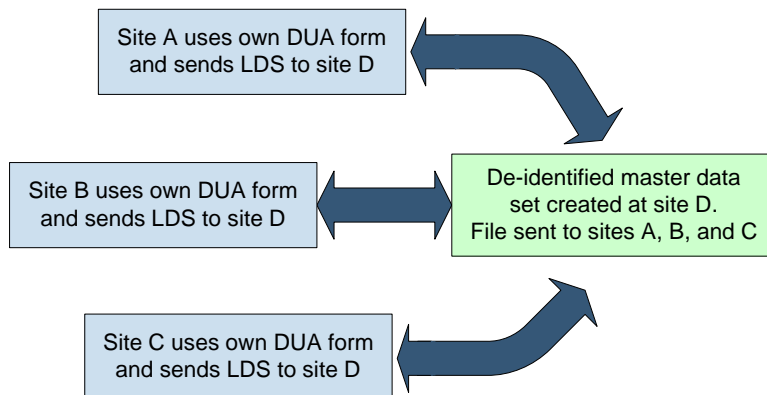 Site A uses own DUA form
and sends LDS to site D
Site B uses own DUA form
and sends LDS to site D
De-identified master data
set created at site D.
File sent to sites A, B, and C
Site C uses own DUA form
and sends LDS to site D